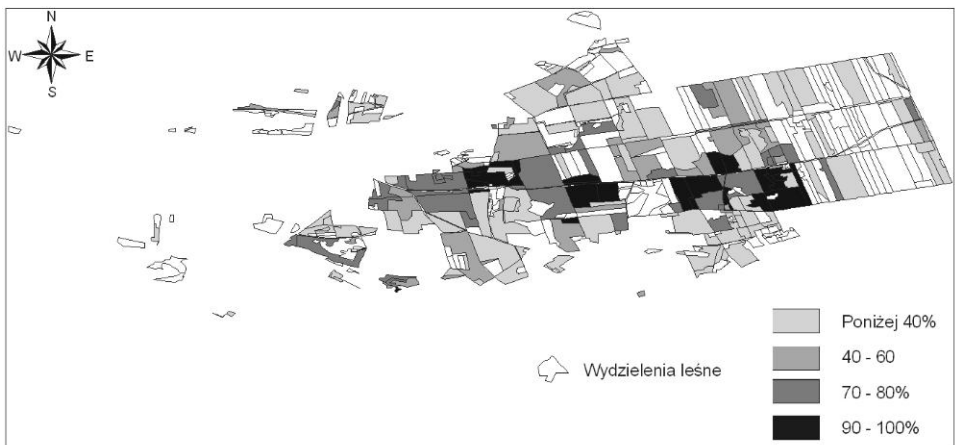 N
W E
S
Poniżej 40%
40 - 60
Wydzielenia leśne
70 - 80%
90 - 100%